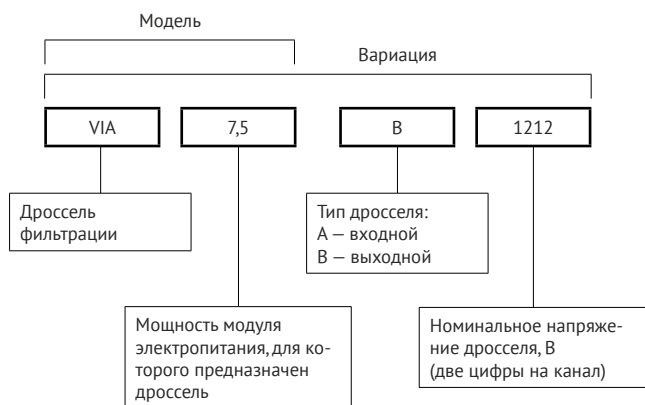 Модель
Вариация
VIA
7,5
В
1212
Дроссель
фильтрации
Тип дросселя:
А — входной
В — выходной
Мощность модуля
электропитания, для ко-
торого предназначен
дроссель
Номинальное напряже-
ние дросселя, В
(две цифры на канал)